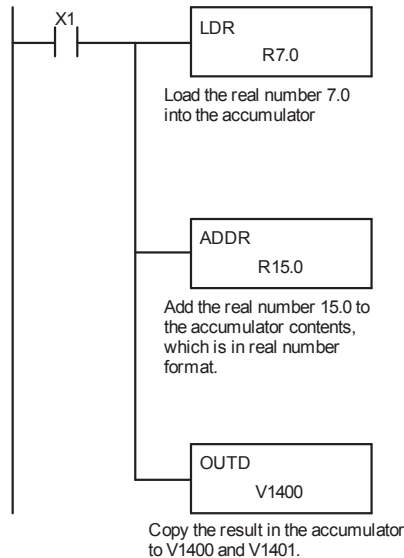 X1
LDR
R7.0
Load the real number 7.0
into the accumulator
ADDR
R15.0
Add the real number 15.0 to
the accumulator contents,
which is in real number
format.
OUTD
V1400
Copy the result in the accumulator
to V1400 and V1401.